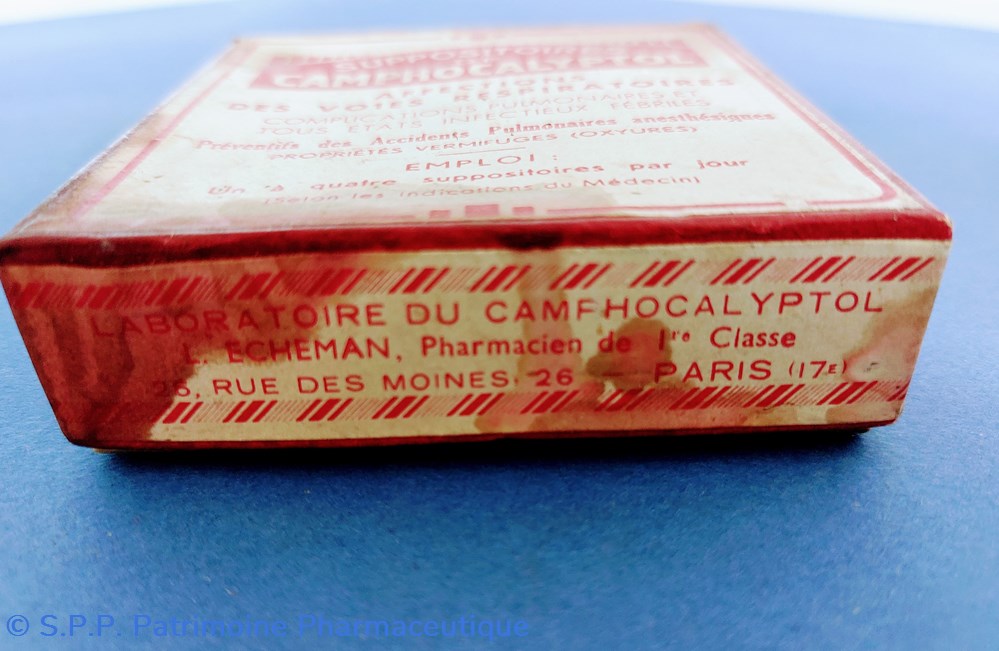 SUPPOSITOIRES
CAMPHOCALYPTOL
AFFECTIONS
DES VOIES RESPIRATOIRES
COMPLICATIONS PULMONAIRES ET
TOUS ÉTATS INFECTIEUX FÉBRILES
Préventifs des Accidents Pulmonaires anesthésiques
PROPRIÉTÉS VERMIFUGES (OXYURES)
EMPLOI :
Un à quatre suppositoires par jour
(Selon les indications du Médecin)
LABORATOIRE DU CAMPHOCALYPTOL
L. ECHEMAN, Pharmacien de 1re Classe
26, RUE DES MOINES, 26 — PARIS (17E)
© S.P.P. Patrimoine Pharmaceutique